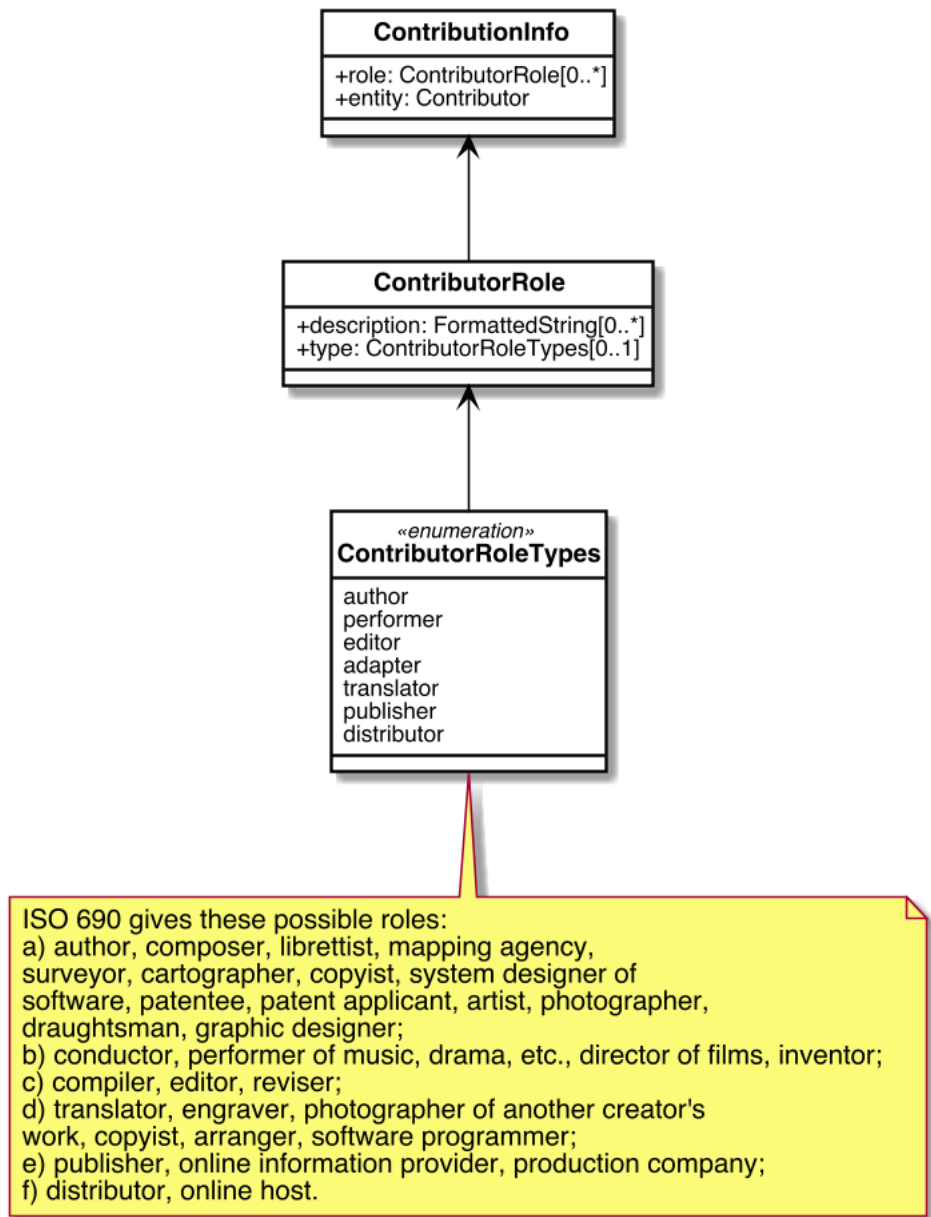 ContributionInfo
+role: ContributorRole[0..*]
+entity: Contributor
ContributorRole
+description: FormattedString[0..*]
+type: ContributorRoleTypes[0..1]
«enumeration»
ContributorRoleTypes
author
performer
editor
adapter
translator
publisher
distributor
ISO 690 gives these possible roles:
a) author, composer, librettist, mapping agency,
surveyor, cartographer, copyist, system designer of
software, patentee, patent applicant, artist, photographer,
draughtsman, graphic designer;
b) conductor, performer of music, drama, etc., director of films, inventor;
c) compiler, editor, reviser;
d) translator, engraver, photographer of another creator's
work, copyist, arranger, software programmer;
e) publisher, online information provider, production company;
f) distributor, online host.